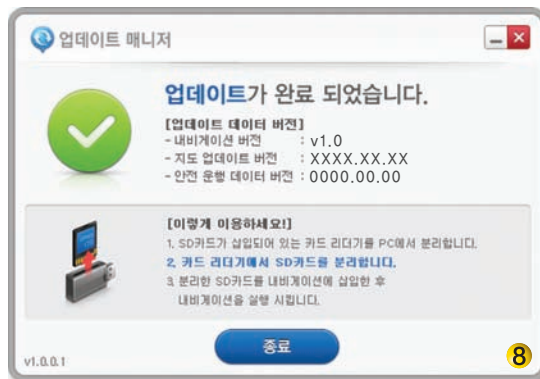 업데이트 매니저
업데이트가 완료 되었습니다.
[업데이트 데이터 버전]
- 내비게이션 버전 : v1.0
- 지도 업데이트 버전 : XXXX.XX.XX
- 안전 운행 데이터 버전 : 0000.00.00
[이렇게 이용하세요!]
1. SD카드가 삽입되어 있는 카드 리더기를 PC에서 분리합니다.
2. 카드 리더기에서 SD카드를 분리합니다.
3. 분리한 SD카드를 내비게이션에 삽입한 후
내비게이션을 실행 시킵니다.
종료
v1.0.0.1
8